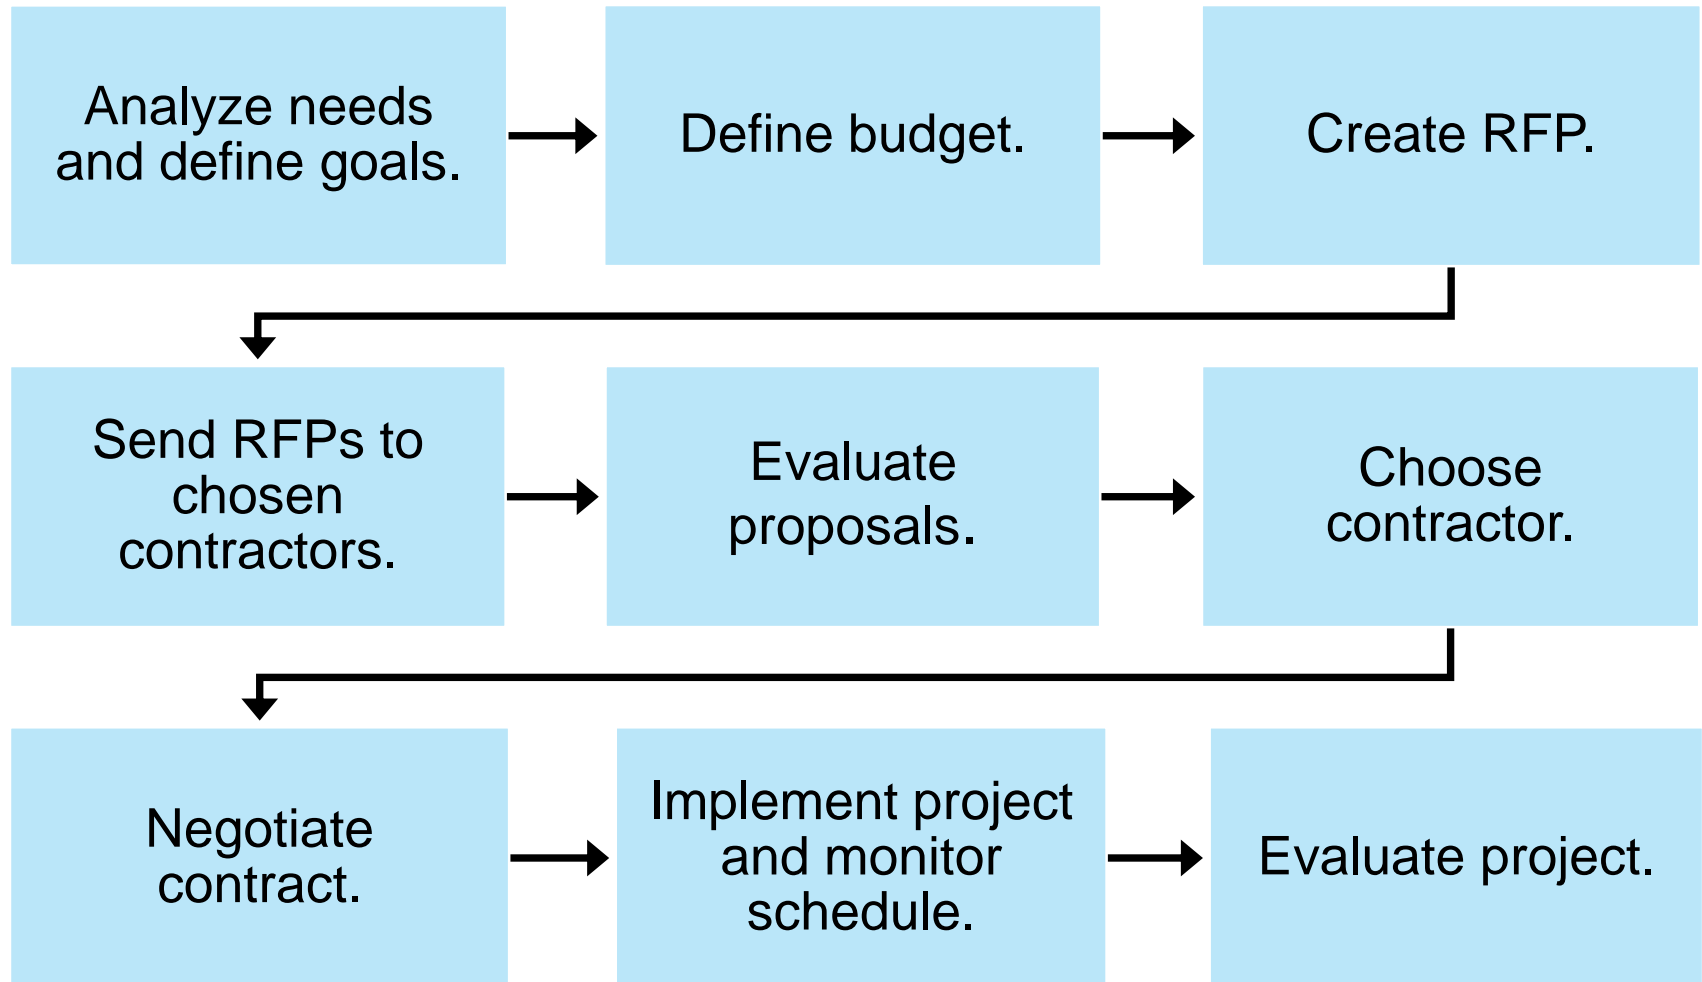 Analyze needs
and define goals.
Define budget.
Create RFP.
Send RFPs to
chosen
contractors.
Evaluate
proposals.
Choose
contractor.
Negotiate
contract.
Implement project
and monitor
schedule.
Evaluate project.